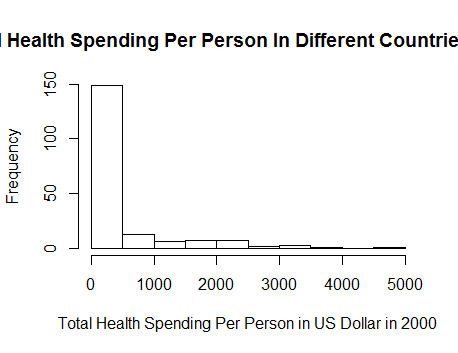 Health Spending Per Person In Different Countrie
150
100
50
0
Frequency
0 1000 2000 3000 4000 5000
Total Health Spending Per Person in US Dollar in 2000